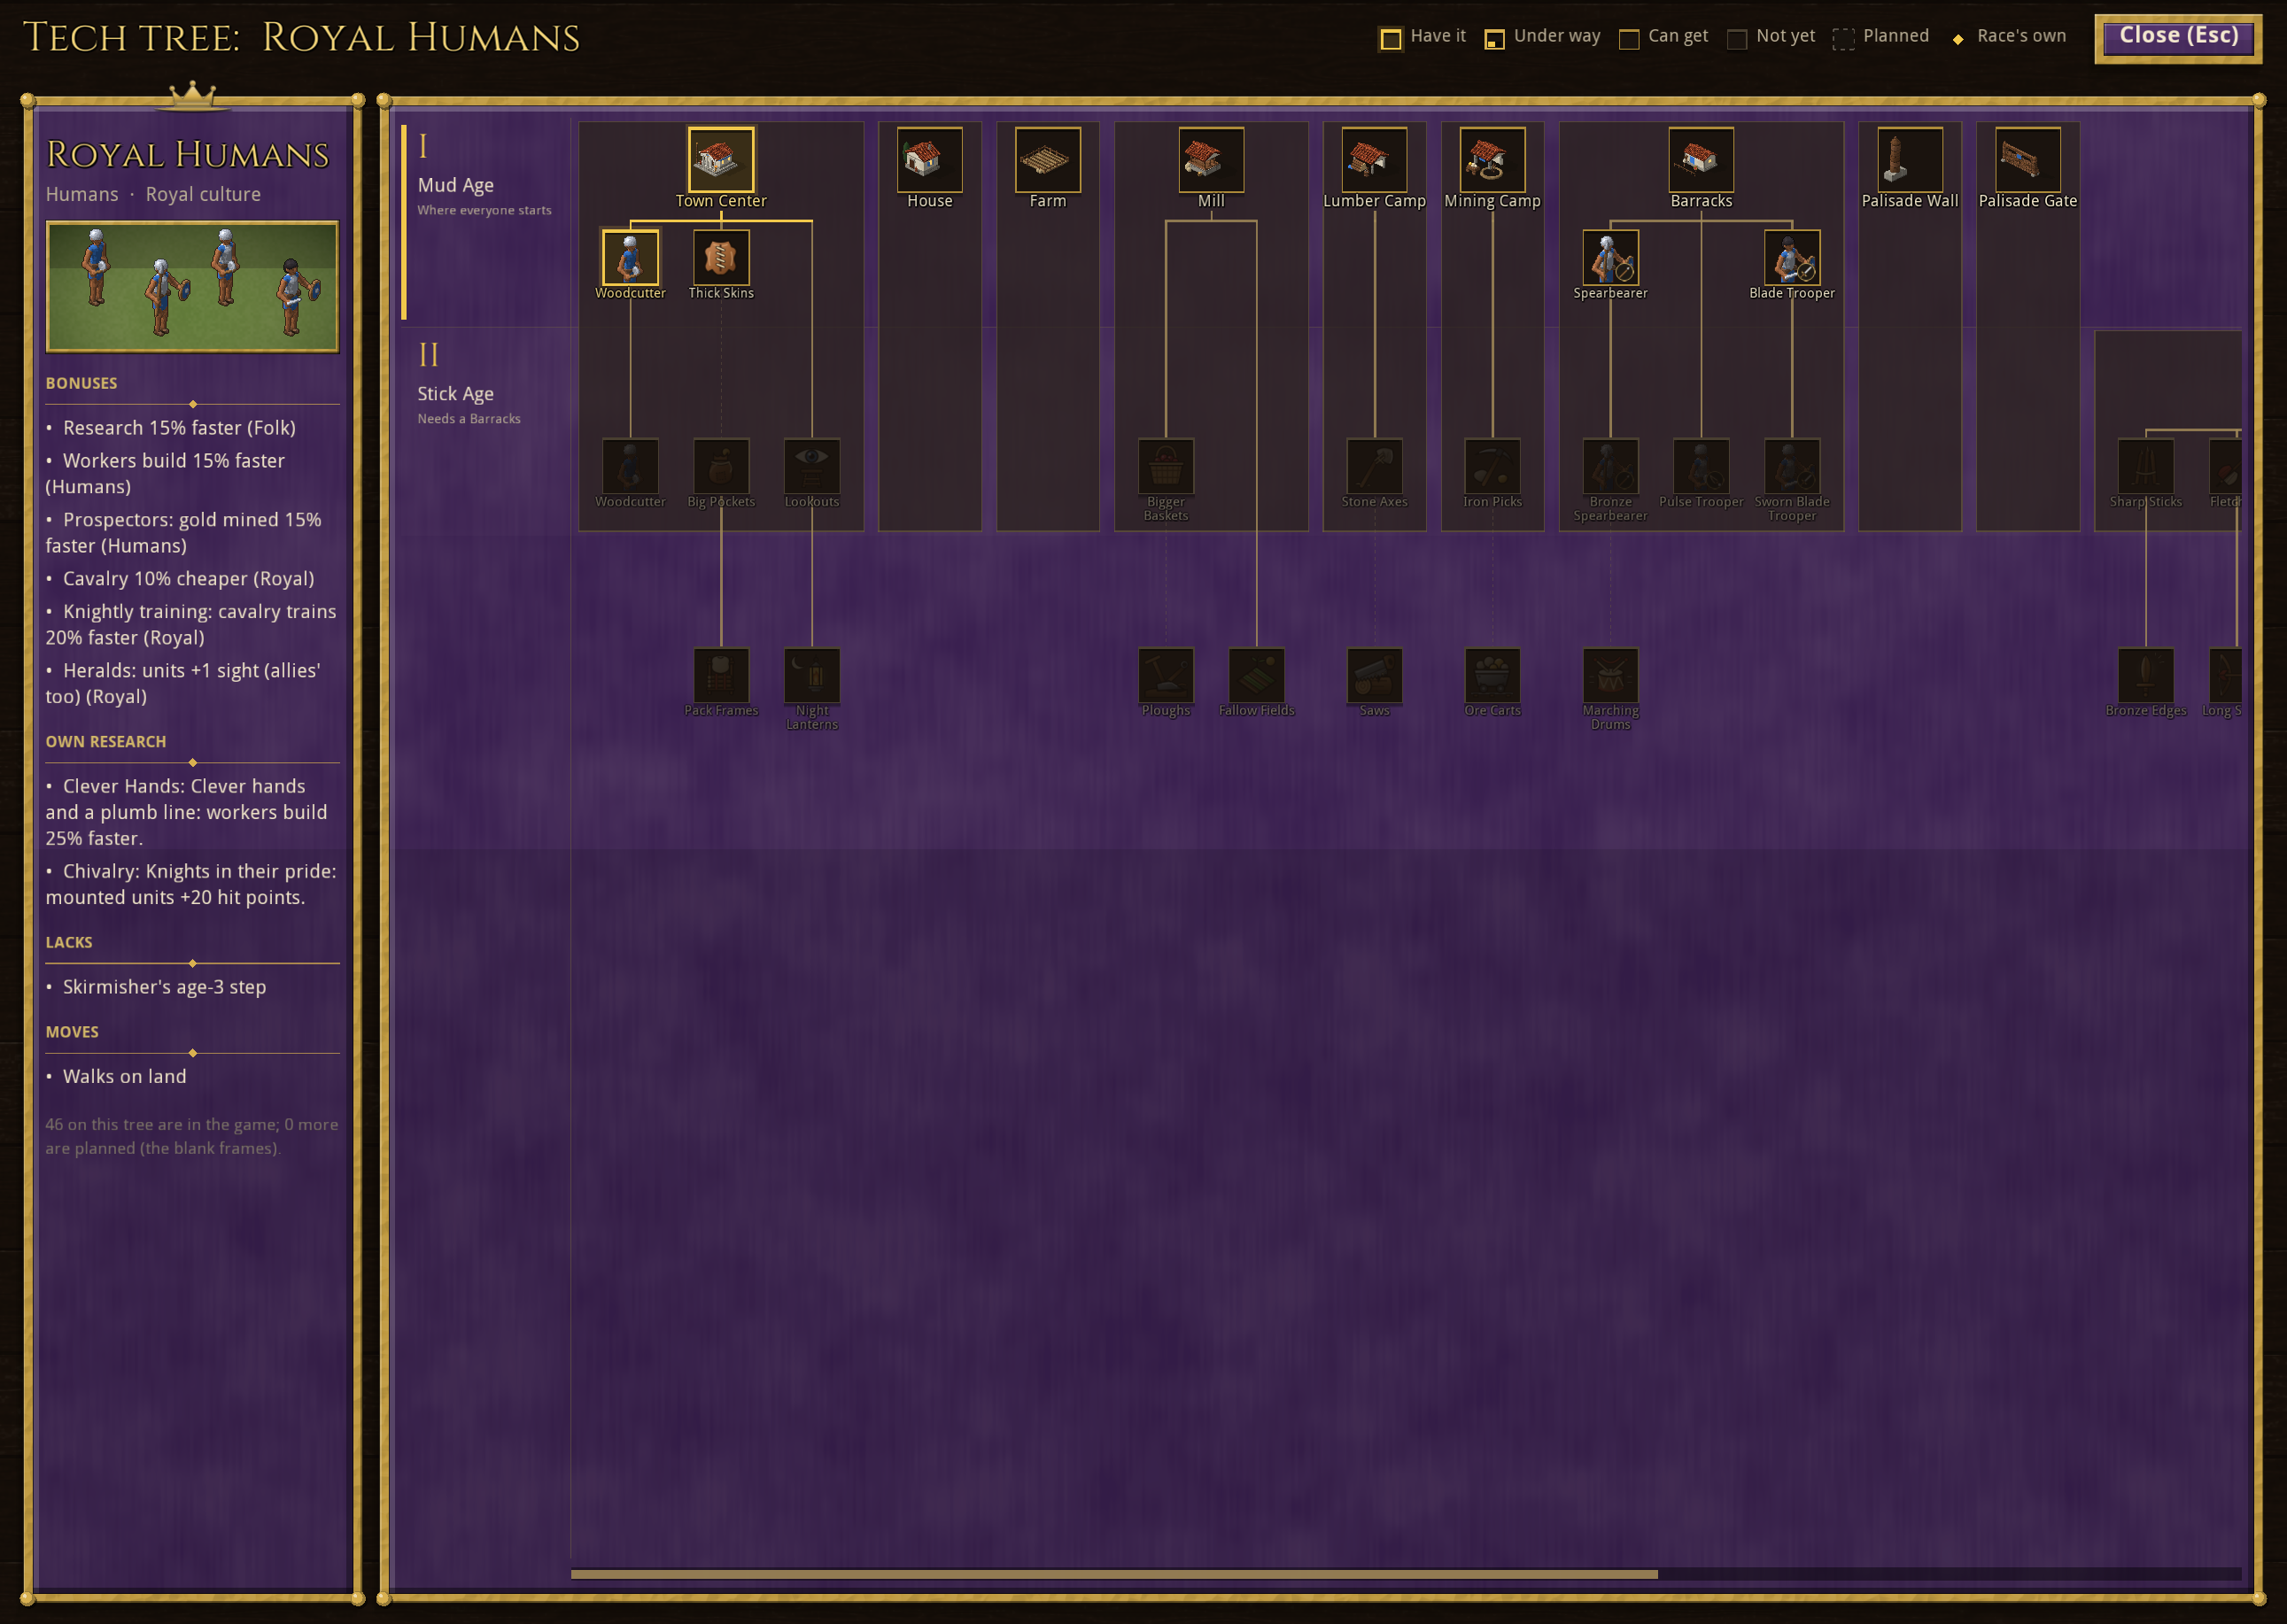 Tech tree: Royal Humans
Have it
Under way
Can get
Not yet
Planned
Race's own
Close (Esc)
Royal Humans
Humans · Royal culture
BONUSES
• Research 15% faster (Folk)
• Workers build 15% faster
(Humans)
• Prospectors: gold mined 15%
faster (Humans)
• Cavalry 10% cheaper (Royal)
• Knightly training: cavalry trains
20% faster (Royal)
• Heralds: units +1 sight (allies'
too) (Royal)
OWN RESEARCH
• Clever Hands: Clever hands
and a plumb line: workers build
25% faster.
• Chivalry: Knights in their pride:
mounted units +20 hit points.
LACKS
• Skirmisher's age-3 step
MOVES
• Walks on land
46 on this tree are in the game; 0 more
are planned (the blank frames).
I
Mud Age
Where everyone starts
Town Center
House
Farm
Mill
Lumber Camp
Mining Camp
Barracks
Palisade Wall
Palisade Gate
Woodcutter
Thick Skins
Spearbearer
Blade Trooper
II
Stick Age
Needs a Barracks
Woodcutter
Big Pockets
Lookouts
Bigger
Baskets
Stone Axes
Iron Picks
Bronze
Spearbearer
Pulse Trooper
Sworn Blade
Trooper
Sharp Sticks
Fletch
Pack Frames
Night
Lanterns
Ploughs
Fallow Fields
Saws
Ore Carts
Marching
Drums
Bronze Edges
Long S